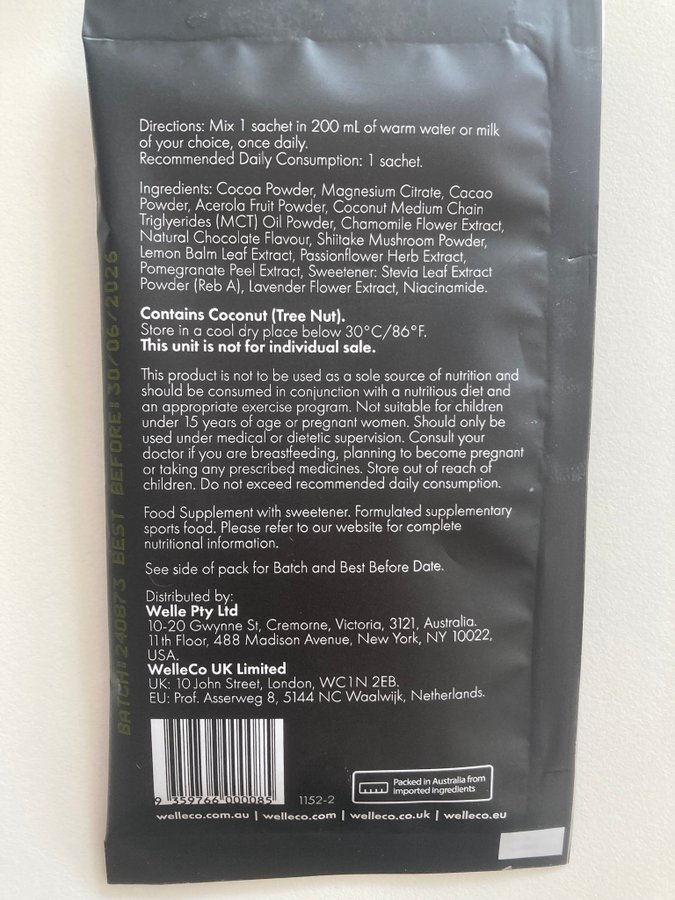 Directions: Mix 1 sachet in 200 mL of warm water or milk
of your choice, once daily.
Recommended Daily Consumption: 1 sachet.
Ingredients: Cocoa Powder, Magnesium Citrate, Cacao
Powder, Acerola Fruit Powder, Coconut Medium Chain
Triglyerides (MCT) Oil Powder, Chamomile Flower Extract,
Natural Chocolate Flavour, Shiitake Mushroom Powder,
Lemon Balm Leaf Extract, Passionflower Herb Extract,
Pomegranate Peel Extract, Sweetener: Stevia Leaf Extract
Powder (Reb A), Lavender Flower Extract, Niacinamide.
Contains Coconut (Tree Nut).
Store in a cool dry place below 30°C/86°F.
This unit is not for individual sale.
This product is not to be used as a sole source of nutrition and
should be consumed in conjunction with a nutritious diet and
an appropriate exercise program. Not suitable for children
under 15 years of age or pregnant women. Should only be
used under medical or dietetic supervision. Consult your
doctor if you are breastfeeding, planning to become pregnant
or taking any prescribed medicines. Store out of reach of
children. Do not exceed recommended daily consumption.
Food Supplement with sweetener. Formulated supplementary
sports food. Please refer to our website for complete
nutritional information.
See side of pack for Batch and Best Before Date.
Distributed by:
Welle Pty Ltd
10-20 Gwynne St, Cremorne, Victoria, 3121, Australia.
11th Floor, 488 Madison Avenue, New York, NY 10022,
USA.
WelleCo UK Limited
UK: 10 John Street, London, WC1N 2EB.
EU: Prof. Asserweg 8, 5144 NC Waalwijk, Netherlands.
9 359766 000085
1152-2
Packed in Australia from
imported ingredients
welleco.com.au | welleco.com | welleco.co.uk | welleco.eu
BATCH:240873 BEST BEFORE:30/06/2026